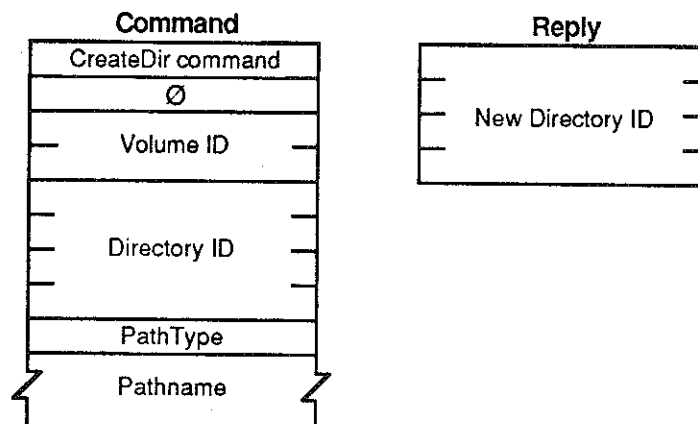 Command
CreateDir command
Ø
Volume ID
Directory ID
PathType
Pathname
Reply
New Directory ID